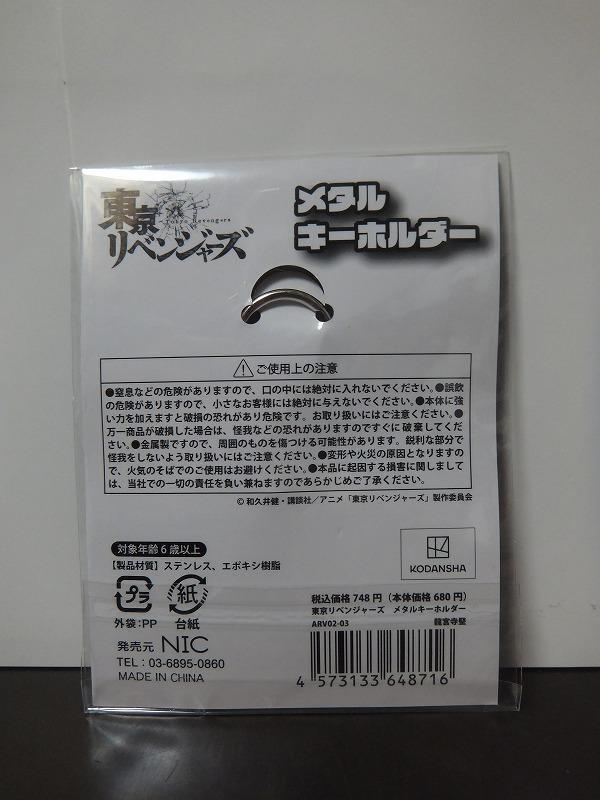 東京
Tokyo Revengers
リベンジャーズ
メタル
キーホルダー
ご使用上の注意
●窒息などの危険がありますので、口の中には絶対に入れないでください。●誤飲
の危険がありますので、小さなお客様には絶対に与えないでください。●本体に強
い力を加えますと破損の恐れがあり危険です。お取り扱いにはご注意ください。●
万一商品が破損した場合は、怪我などの恐れがありますのですぐに破棄してくだ
さい。●金属製ですので、周囲のものを傷つける可能性があります。鋭利な部分で
怪我をしないよう取り扱いにはご注意ください。●変形や火災の原因となりますの
で、火気のそばでのご使用はお避けください。●本品に起因する損害に関しまして
は、当社での一切の責任を負い兼ねますのであらかじめご了承ください。
© 和久井健・講談社／アニメ「東京リベンジャーズ」製作委員会
対象年齢6歳以上
【製品材質】ステンレス、エポキシ樹脂
プラ
紙
外袋:PP
台紙
発売元 NIC
TEL：03-6895-0860
MADE IN CHINA
KODANSHA
税込価格 748 円（本体価格 680 円）
東京リベンジャーズ メタルキーホルダー
ARV02-03 龍宮寺堅
4 573133 648716